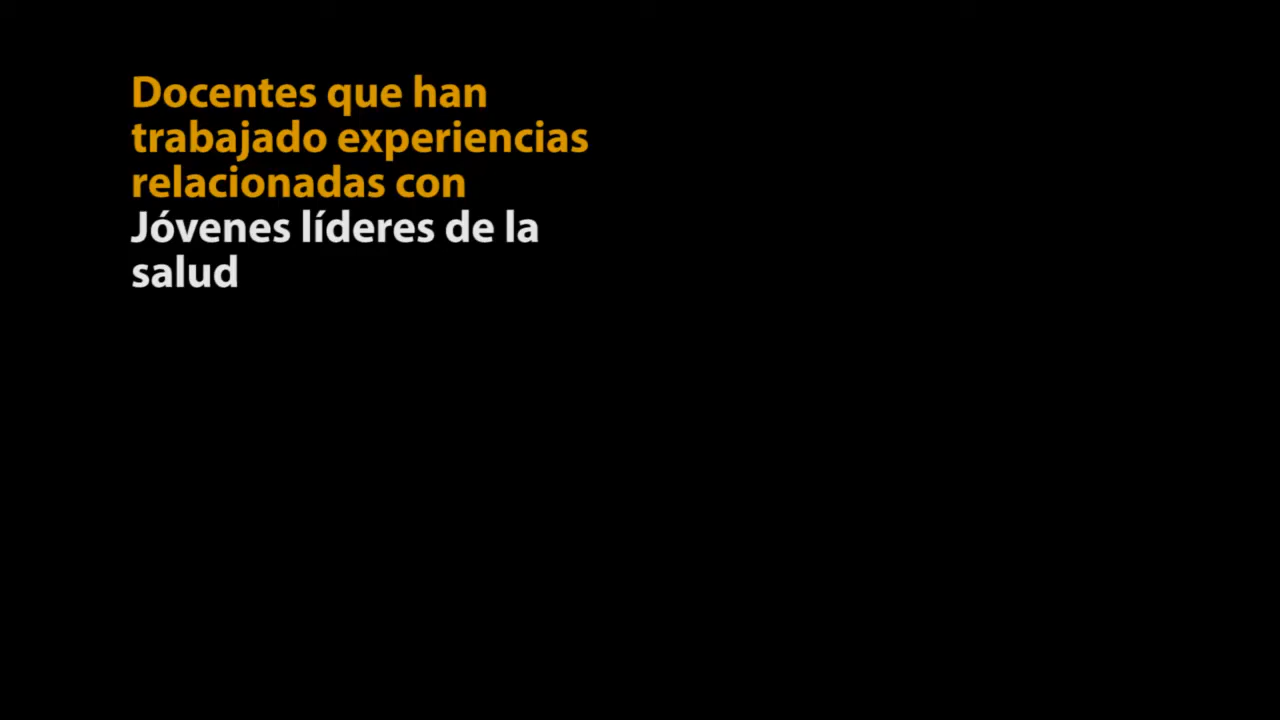 Docentes que han
trabajado experiencias
relacionadas con
Jóvenes líderes de la
salud